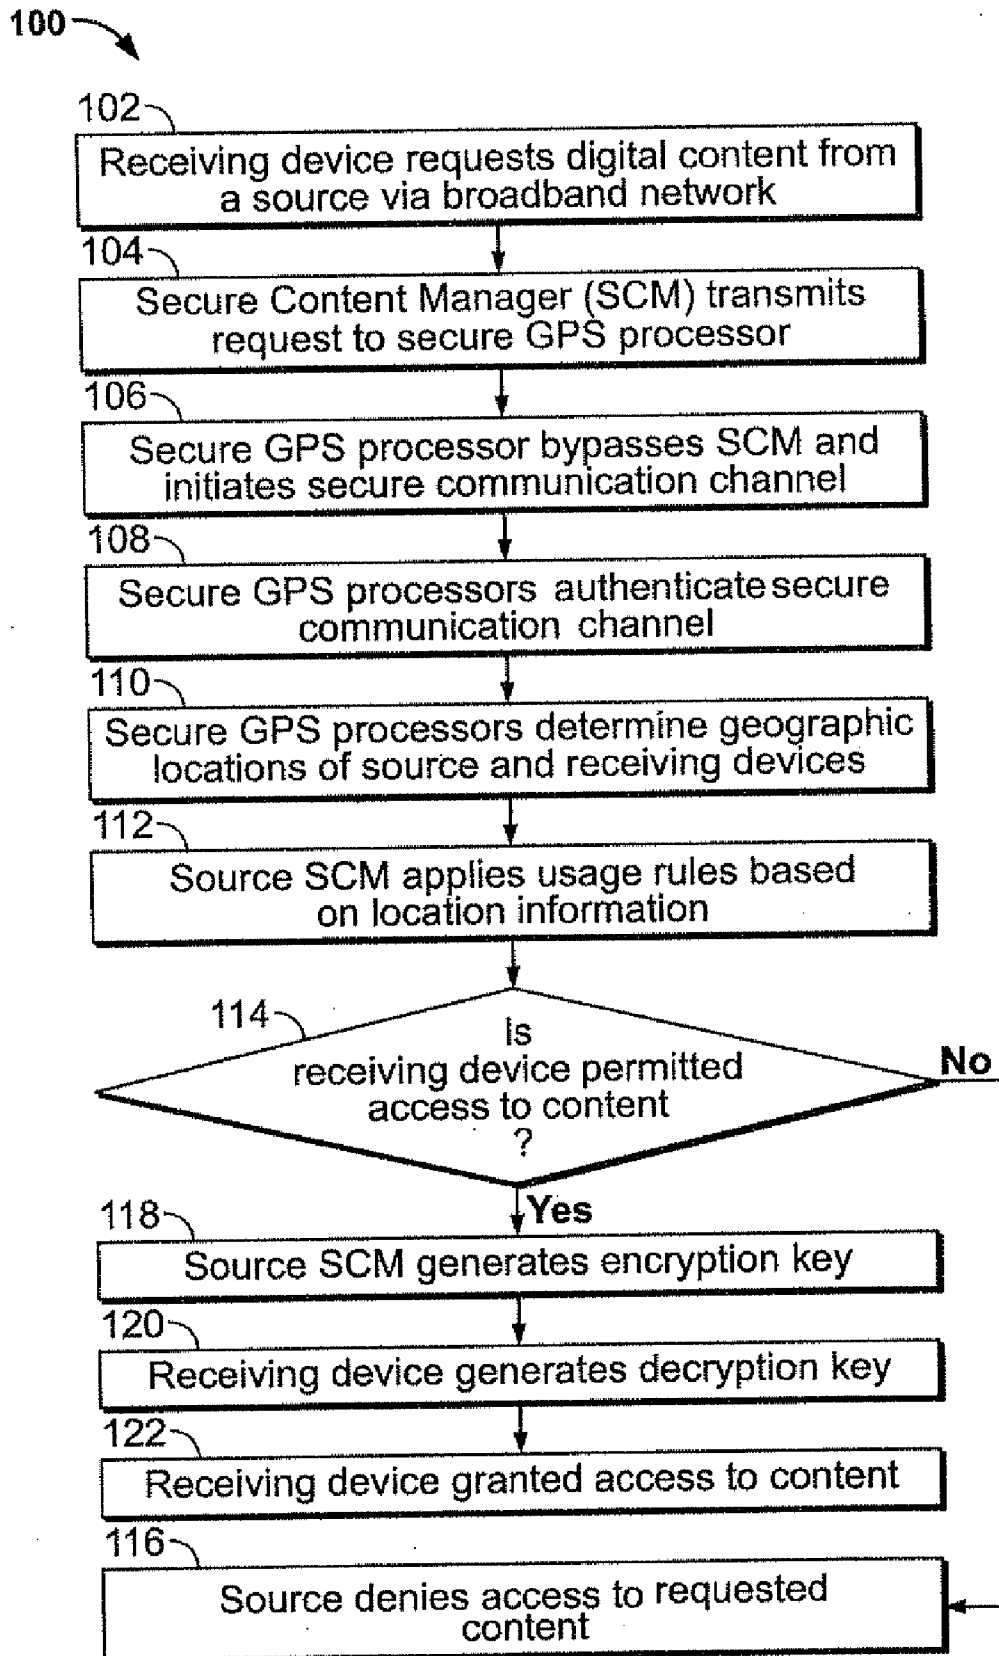 100
102
Receiving device requests digital content from
a source via broadband network
104
Secure Content Manager (SCM) transmits
request to secure GPS processor
106
Secure GPS processor bypasses SCM and
initiates secure communication channel
108
Secure GPS processors authenticate secure
communication channel
110
Secure GPS processors determine geographic
locations of source and receiving devices
112
Source SCM applies usage rules based
on location information
114
Is
receiving device permitted
access to content
?
No
Yes
118
Source SCM generates encryption key
120
Receiving device generates decryption key
122
Receiving device granted access to content
116
Source denies access to requested
content